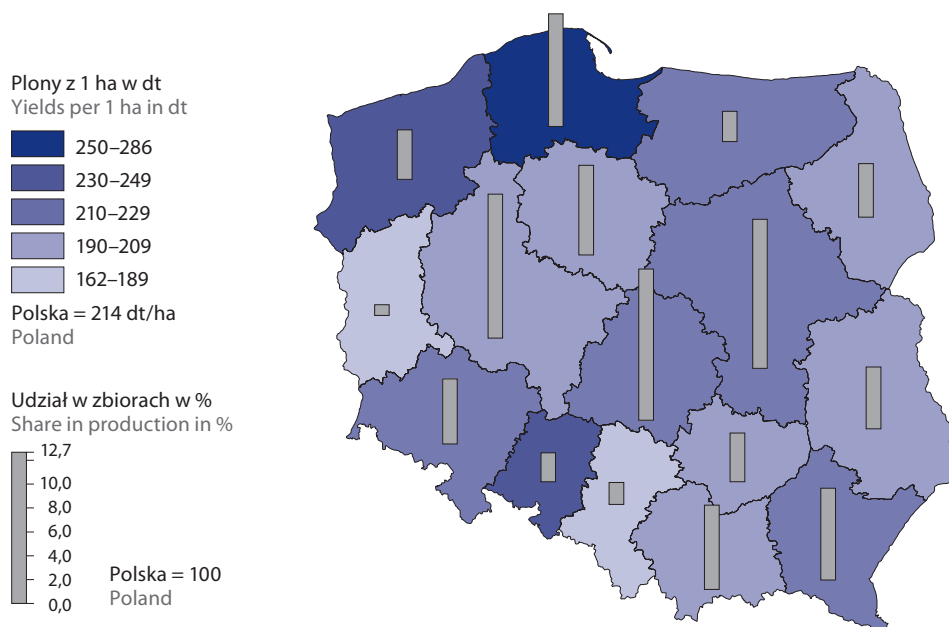 Plony z 1 ha w dt
Yields per 1 ha in dt
250–286
230–249
210–229
190–209
162–189
Polska = 214 dt/ha
Poland
Udział w zbiorach w %
Share in production in %
12,7
10,0
8,0
6,0
4,0
2,0
0,0
Polska = 100
Poland